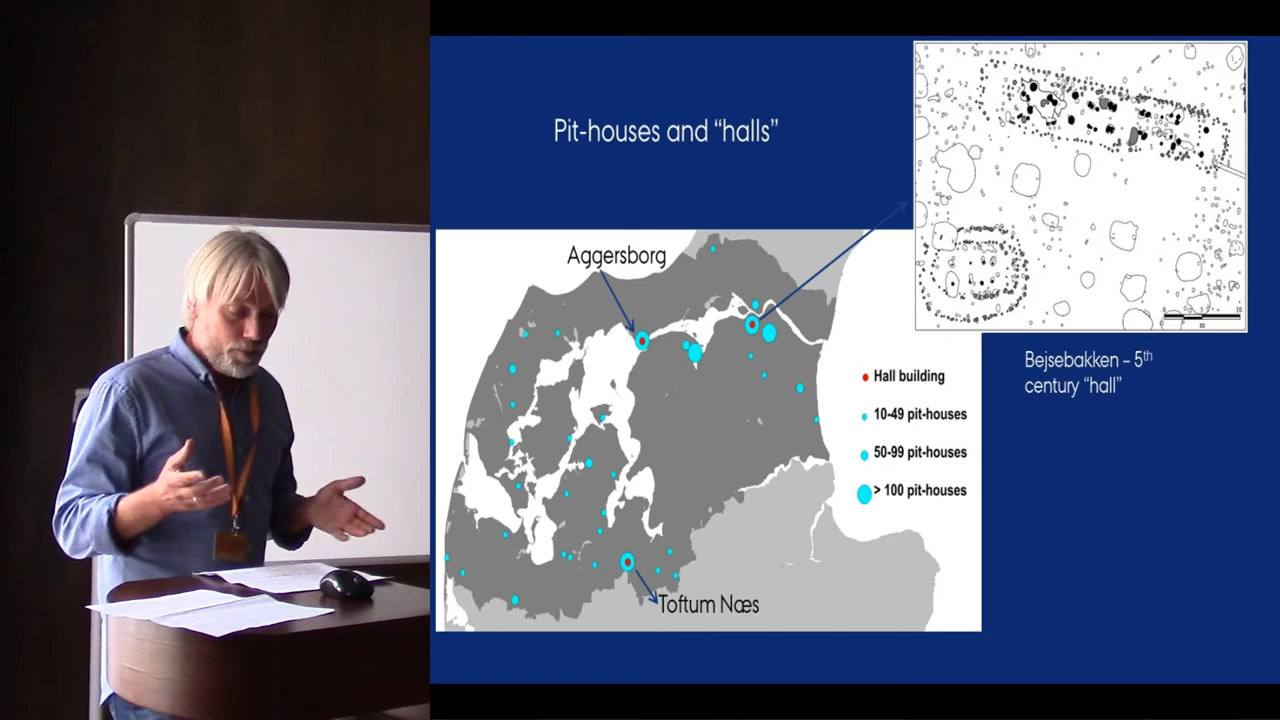 Pit-houses and “halls”
Aggersborg
Hall building
10-49 pit-houses
50-99 pit-houses
> 100 pit-houses
Toftum Næs
Bejsebakken – 5th
century “hall”